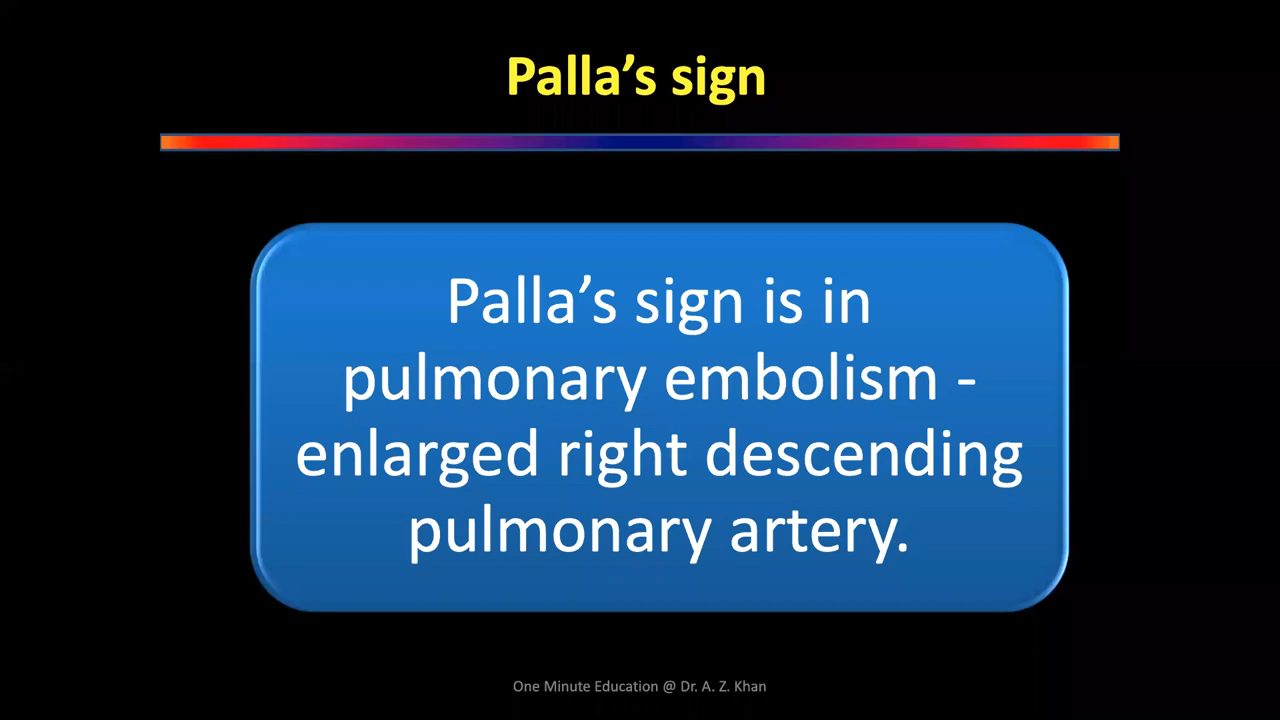 Palla’s sign
Palla’s sign is in
pulmonary embolism -
enlarged right descending
pulmonary artery.
One Minute Education @ Dr. A. Z. Khan